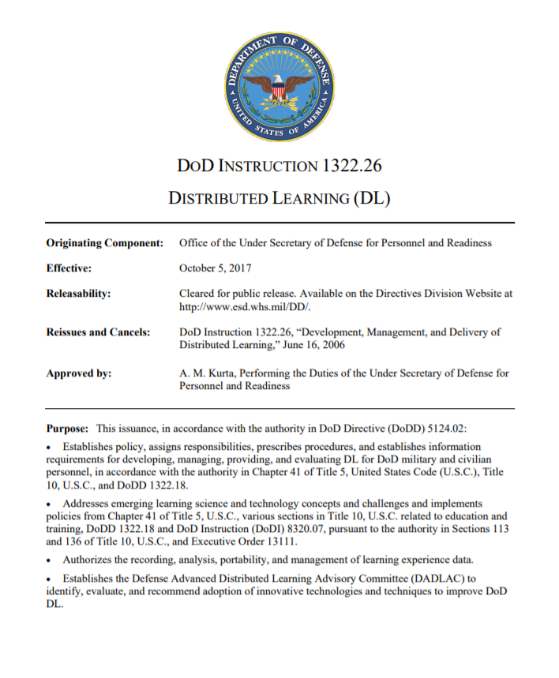 DEPARTMENT OF DEFENSE
UNITED STATES OF AMERICA
DOD INSTRUCTION 1322.26
DISTRIBUTED LEARNING (DL)
Originating Component: Office of the Under Secretary of Defense for Personnel and Readiness
Effective: October 5, 2017
Releasability: Cleared for public release. Available on the Directives Division Website at
http://www.esd.whs.mil/DD/.
Reissues and Cancels: DoD Instruction 1322.26, “Development, Management, and Delivery of
Distributed Learning,” June 16, 2006
Approved by: A. M. Kurta, Performing the Duties of the Under Secretary of Defense for
Personnel and Readiness
Purpose: This issuance, in accordance with the authority in DoD Directive (DoDD) 5124.02:
• Establishes policy, assigns responsibilities, prescribes procedures, and establishes information
requirements for developing, managing, providing, and evaluating DL for DoD military and civilian
personnel, in accordance with the authority in Chapter 41 of Title 5, United States Code (U.S.C.), Title
10, U.S.C., and DoDD 1322.18.
• Addresses emerging learning science and technology concepts and challenges and implements
policies from Chapter 41 of Title 5, U.S.C., various sections in Title 10, U.S.C. related to education and
training, DoDD 1322.18 and DoD Instruction (DoDI) 8320.07, pursuant to the authority in Sections 113
and 136 of Title 10, U.S.C., and Executive Order 13111.
• Authorizes the recording, analysis, portability, and management of learning experience data.
• Establishes the Defense Advanced Distributed Learning Advisory Committee (DADLAC) to
identify, evaluate, and recommend adoption of innovative technologies and techniques to improve DoD
DL.